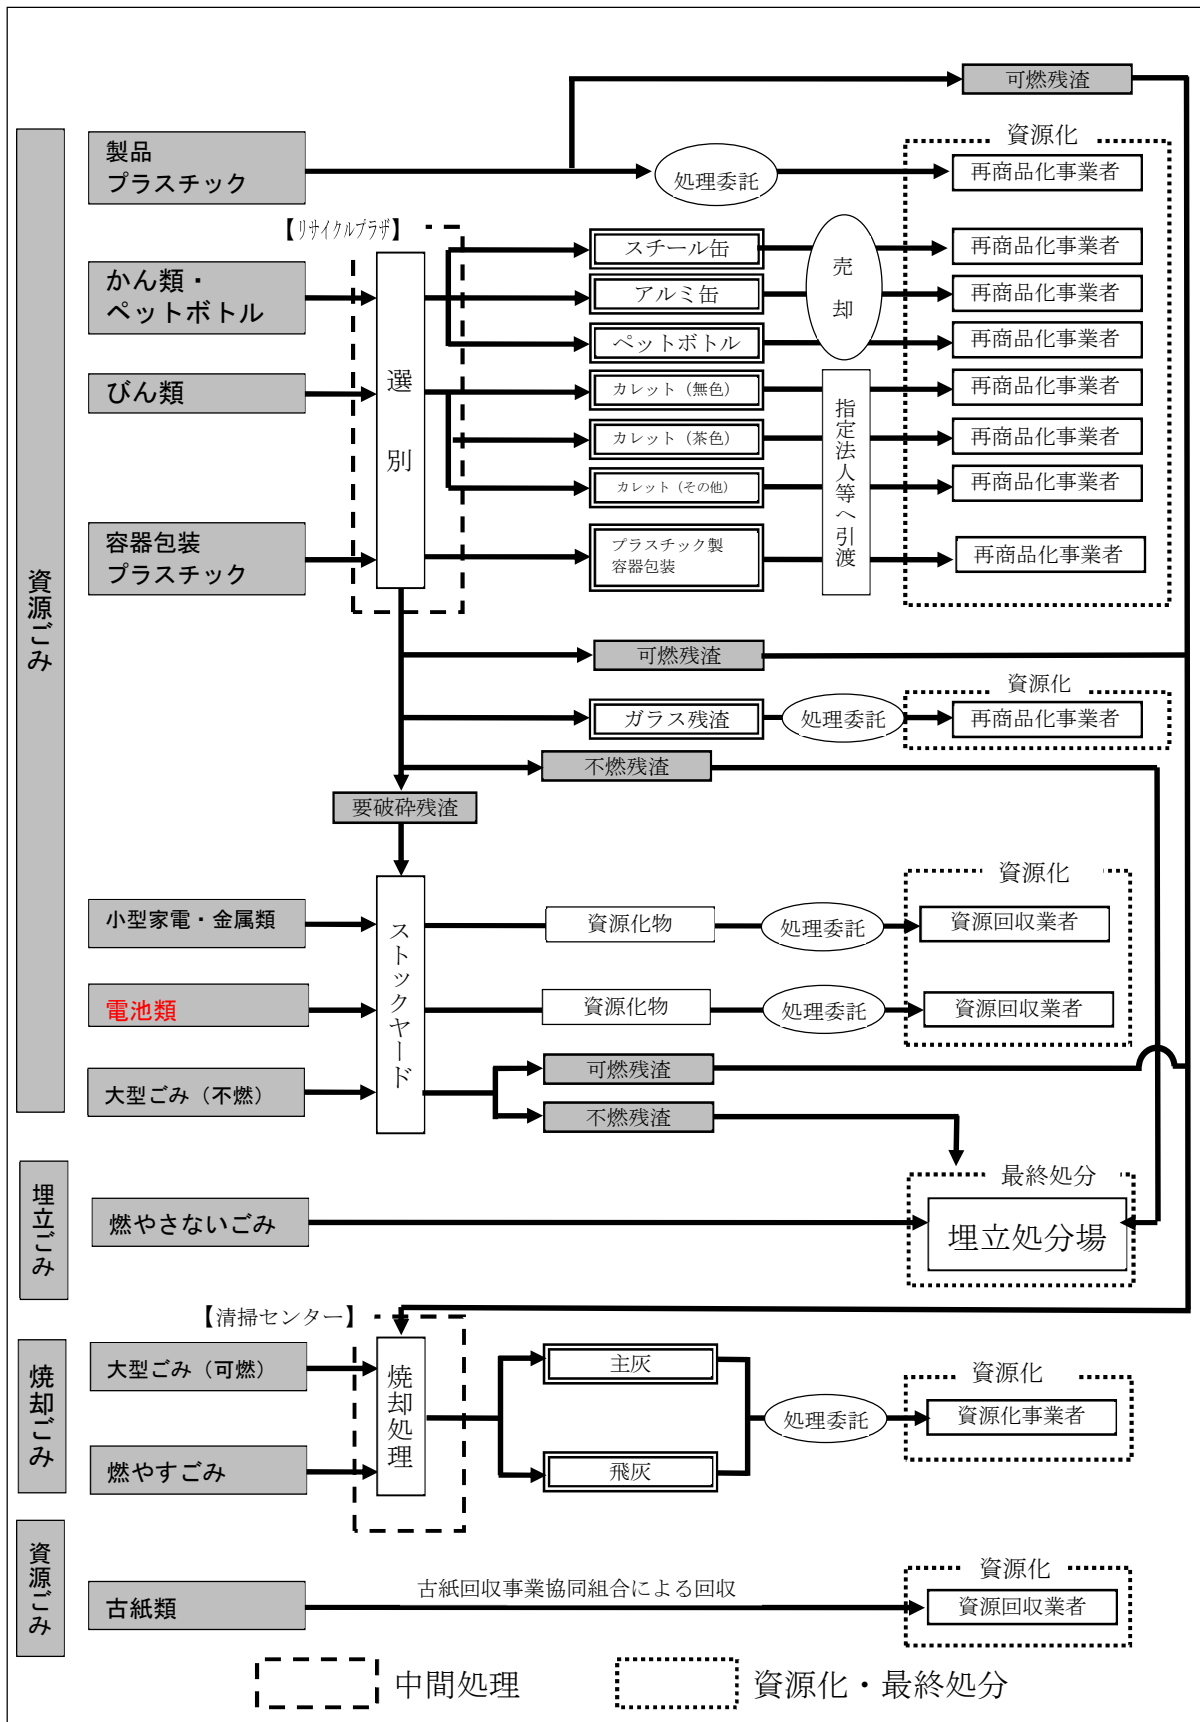 可燃残渣
資源ごみ
製品
プラスチック
処理委託
資源化
再商品化事業者
【リサイクルプラザ】
かん類・
ペットボトル
びん類
容器包装
プラスチック
選別
スチール缶
アルミ缶
ペットボトル
カレット（無色）
カレット（茶色）
カレット（その他）
プラスチック製
容器包装
売却
指定法人等へ引渡
再商品化事業者
再商品化事業者
再商品化事業者
再商品化事業者
再商品化事業者
再商品化事業者
再商品化事業者
可燃残渣
ガラス残渣
処理委託
資源化
再商品化事業者
不燃残渣
要破砕残渣
小型家電・金属類
電池類
大型ごみ（不燃）
ストックヤード
資源化物
処理委託
資源化
資源回収業者
資源化物
処理委託
資源回収業者
可燃残渣
不燃残渣
埋立ごみ
燃やさないごみ
最終処分
埋立処分場
【清掃センター】
焼却ごみ
大型ごみ（可燃）
燃やすごみ
焼却処理
主灰
飛灰
処理委託
資源化
資源化事業者
資源ごみ
古紙類
古紙回収事業協同組合による回収
資源化
資源回収業者
中間処理
資源化・最終処分